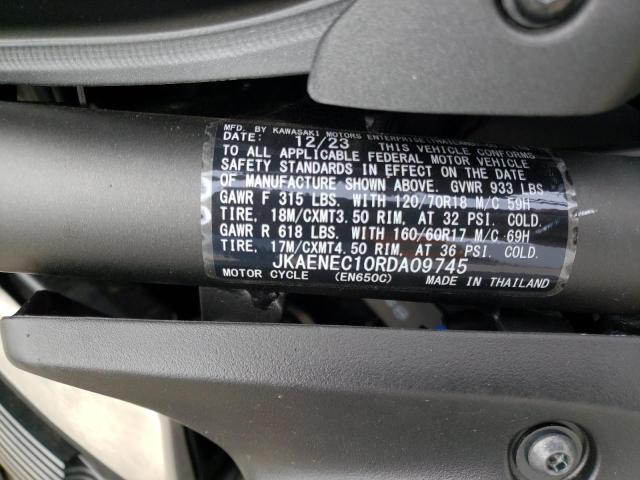 MFD. BY KAWASAKI MOTORS ENTERPRISE (THAILAND)
DATE: 12/23 THIS VEHICLE CONFORMS
TO ALL APPLICABLE FEDERAL MOTOR VEHICLE
SAFETY STANDARDS IN EFFECT ON THE DATE
OF MANUFACTURE SHOWN ABOVE. GVWR 933 LBS
GAWR F 315 LBS. WITH 120/70R18 M/C 59H
TIRE, 18M/CXMT3.50 RIM, AT 32 PSI. COLD.
GAWR R 618 LBS. WITH 160/60R17 M/C 69H
TIRE, 17M/CXMT4.50 RIM, AT 36 PSI. COLD.
JKAENEC10RDA09745
MOTOR CYCLE (EN650C) MADE IN THAILAND